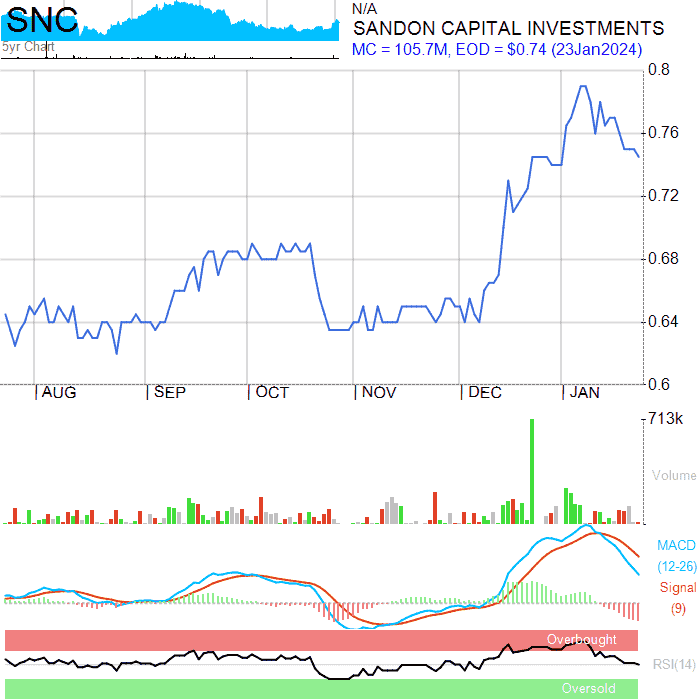 SNC
5yr Chart
N/A
SANDON CAPITAL INVESTMENTS
MC = 105.7M, EOD = $0.74 (23Jan2024)
0.8
0.76
0.72
0.68
0.64
0.6
AUG SEP OCT NOV DEC JAN
713k
Volume
MACD
(12-26)
Signal
(9)
Overbought
RSI(14)
Oversold